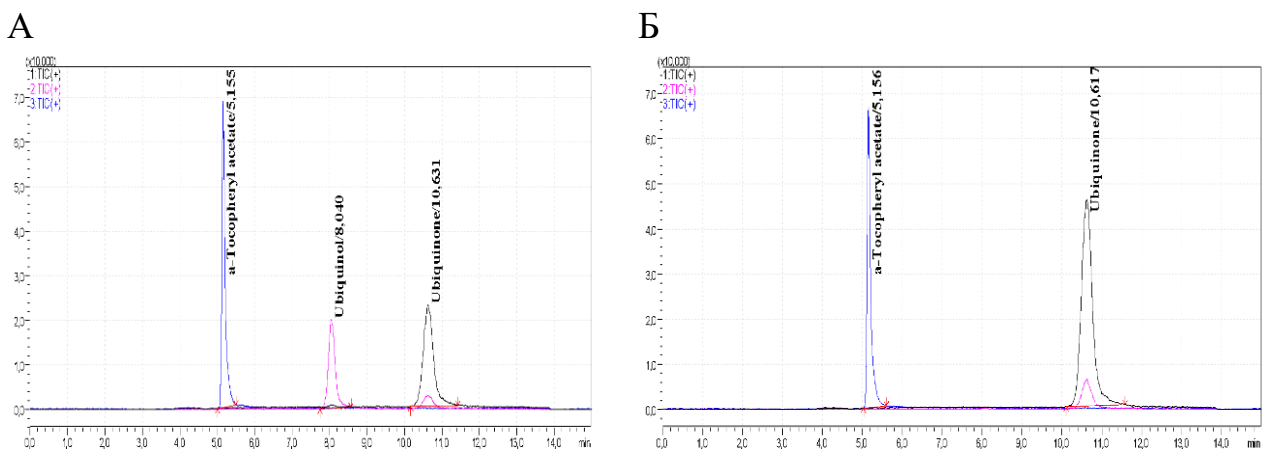 А
Б
(x10,000)
1:TIC(+)
2:TIC(+)
3:TIC(+)
7,0
6,0
5,0
4,0
3,0
2,0
1,0
0,0
a-Tocopheryl acetate/5,155
Ubiquinol/8,040
Ubiquinone/10,631
0,0 1,0 2,0 3,0 4,0 5,0 6,0 7,0 8,0 9,0 10,0 11,0 12,0 13,0 14,0 min
(x10,000)
1:TIC(+)
2:TIC(+)
3:TIC(+)
7,0
6,0
5,0
4,0
3,0
2,0
1,0
0,0
a-Tocopheryl acetate/5,156
Ubiquinone/10,617
0,0 1,0 2,0 3,0 4,0 5,0 6,0 7,0 8,0 9,0 10,0 11,0 12,0 13,0 14,0 min